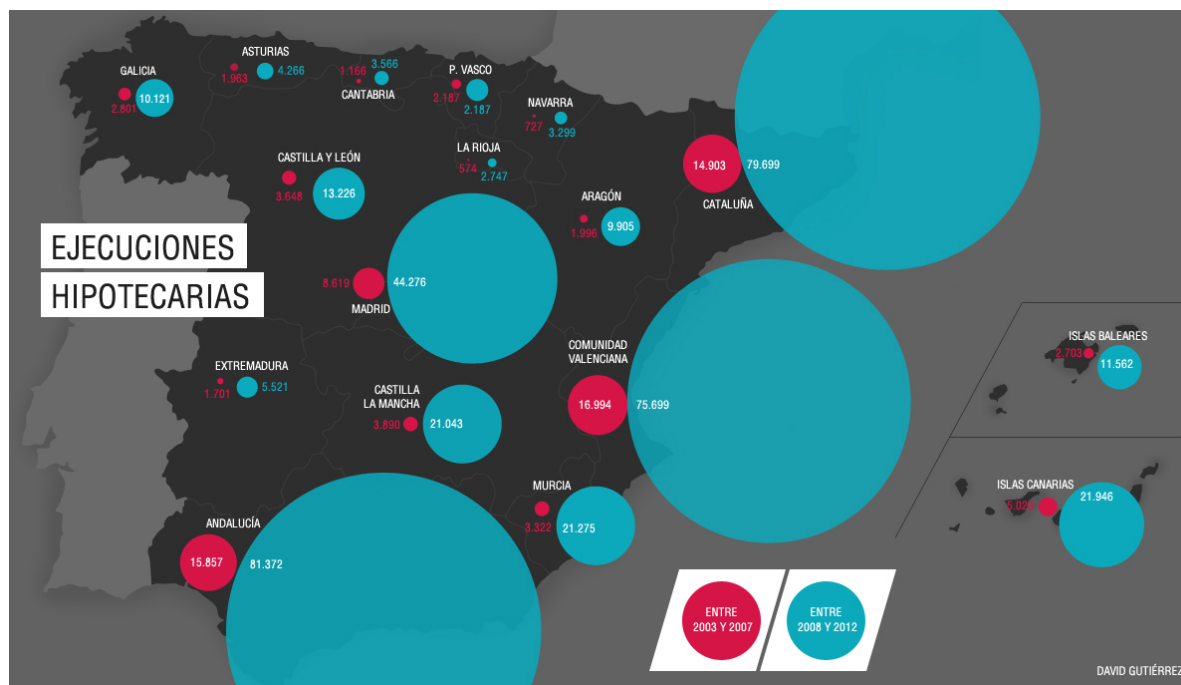 ASTURIAS
1.963
4.266
3.566
1.166
CANTABRIA
P. VASCO
2.187
2.187
GALICIA
2.801
10.121
NAVARRA
727
3.299
LA RIOJA
574
2.747
CASTILLA Y LEÓN
3.648
13.226
ARAGÓN
1.996
9.905
14.903
79.699
CATALUÑA
EJECUCIONES
HIPOTECARIAS
8.619
44.276
MADRID
COMUNIDAD
VALENCIANA
16.994
75.699
ISLAS BALEARES
2.703
11.562
EXTREMADURA
1.701
5.521
CASTILLA
LA MANCHA
3.890
21.043
MURCIA
3.322
21.275
ISLAS CANARIAS
21.946
ANDALUCÍA
15.857
81.372
ENTRE
2003 Y 2007
ENTRE
2008 Y 2012
DAVID GUTIÉRREZ